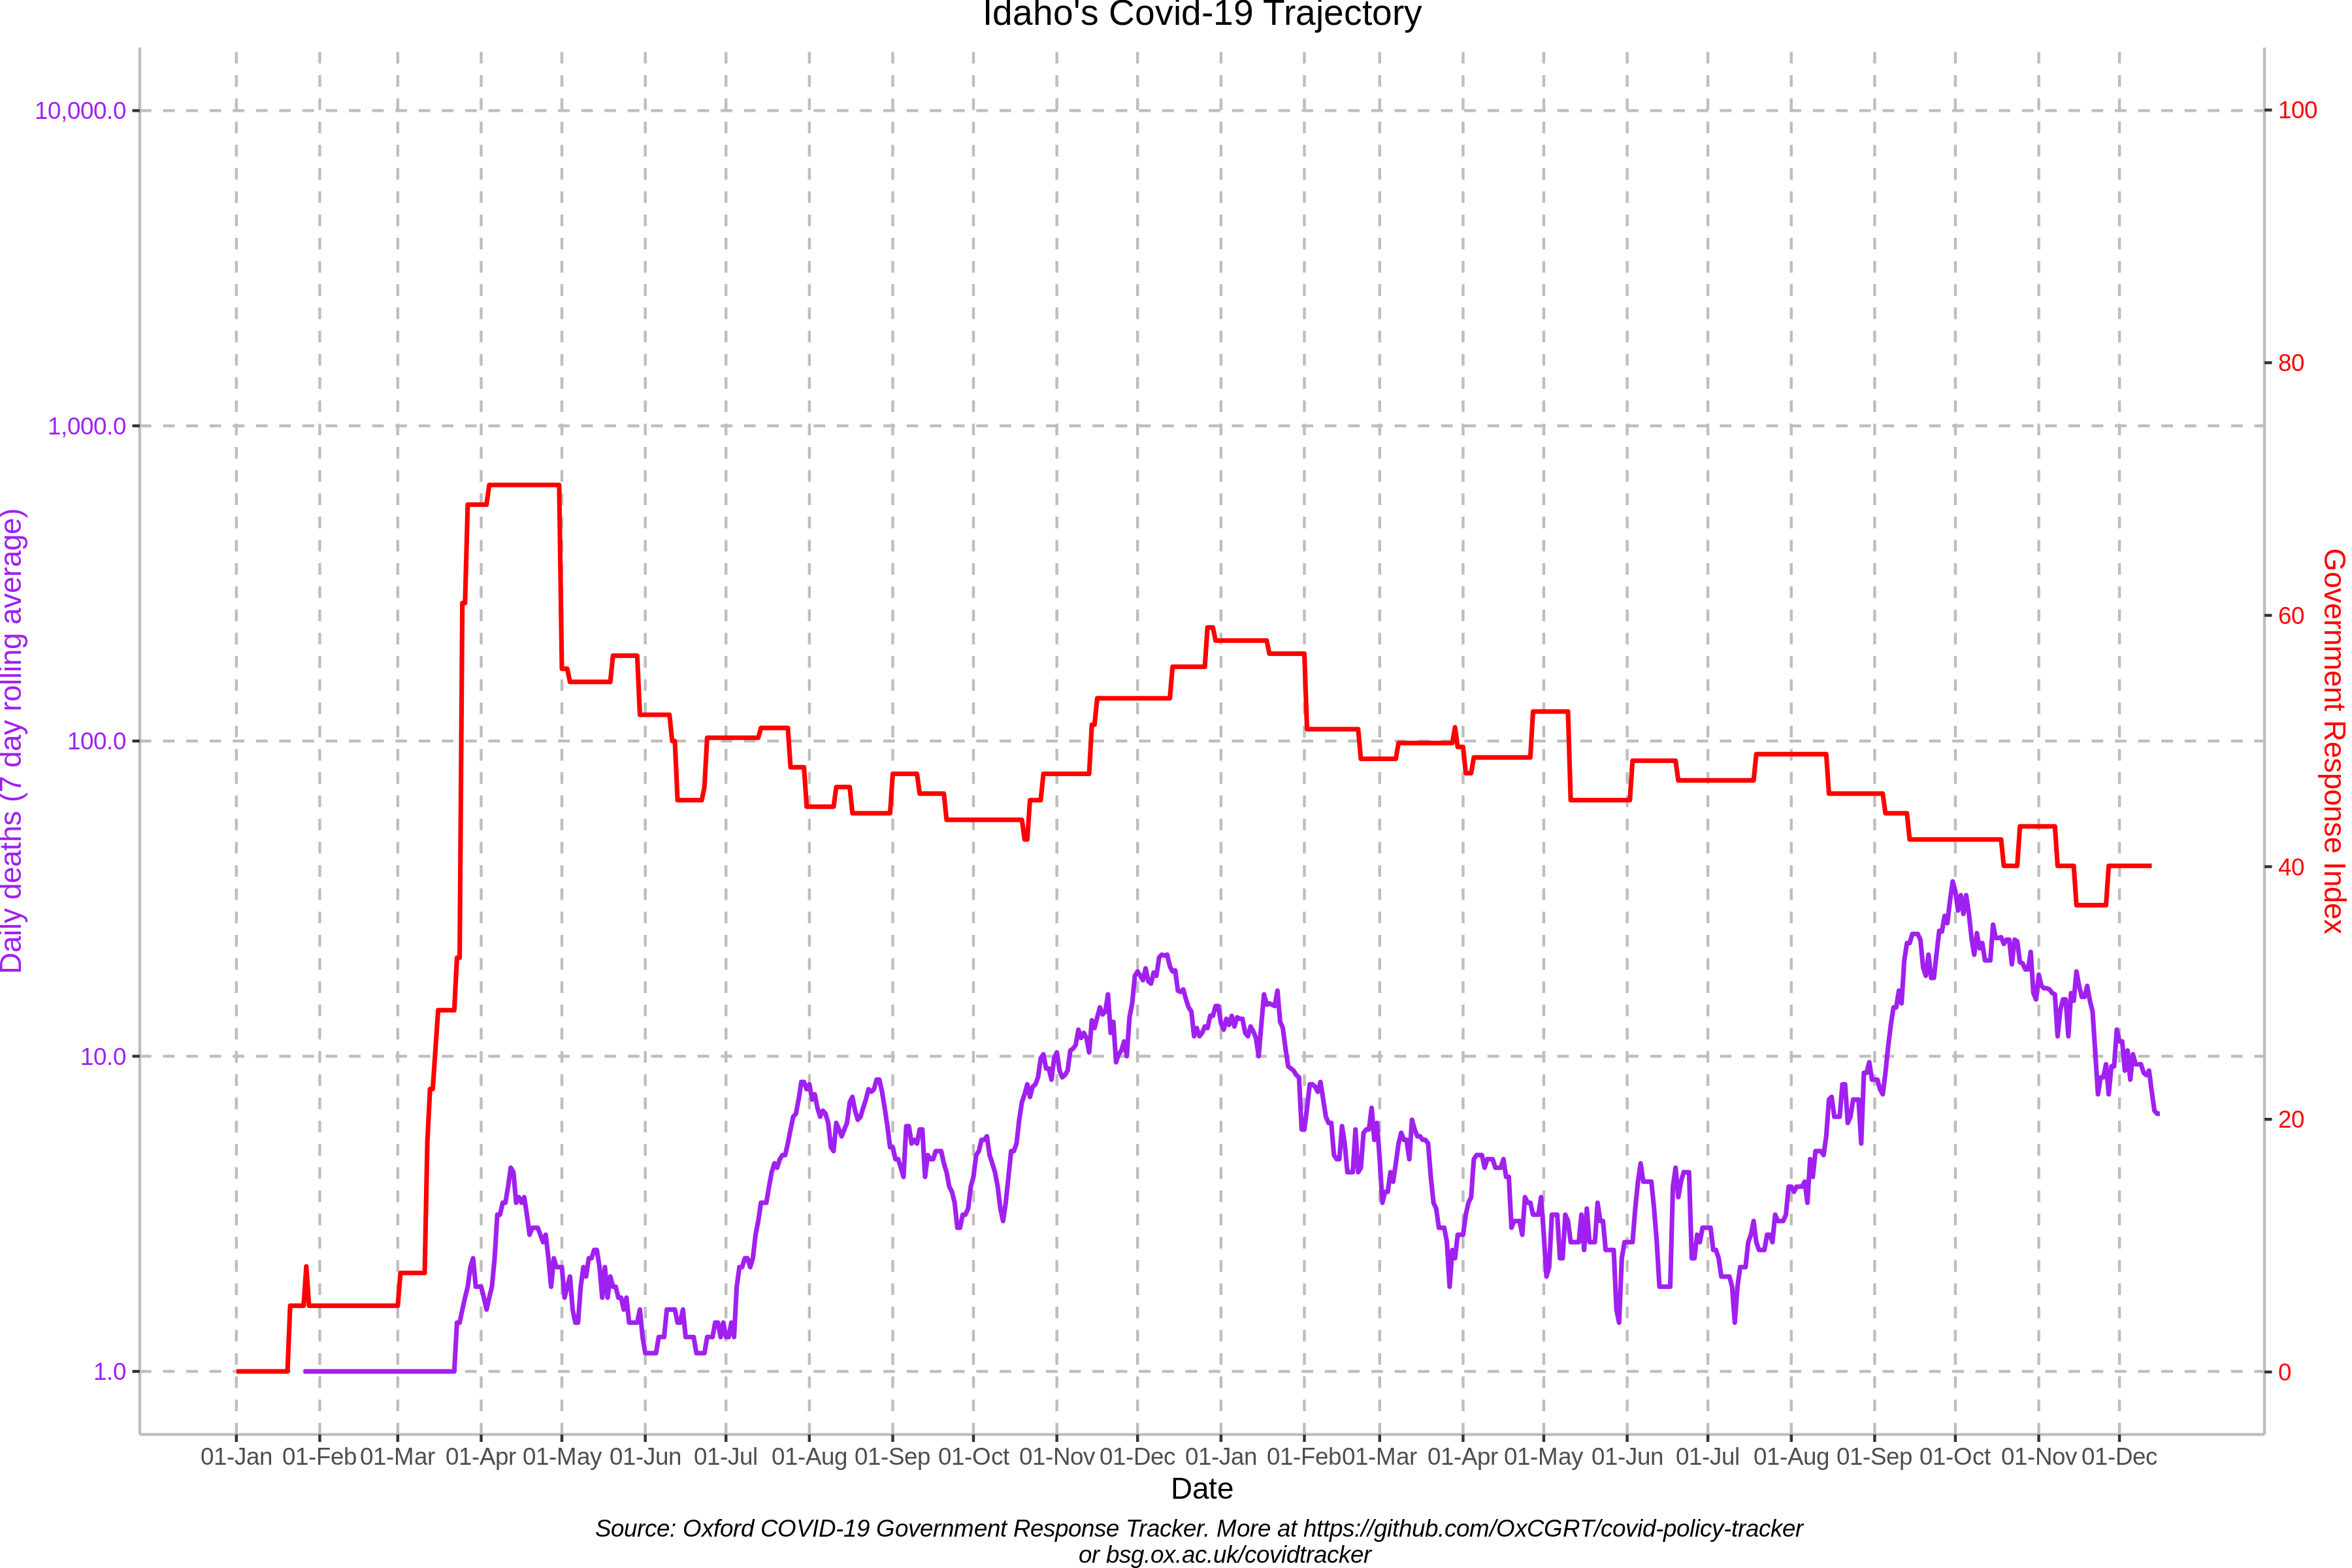 Idaho's Covid-19 Trajectory
10,000.0
1,000.0
100.0
10.0
1.0
Daily deaths (7 day rolling average)
100
80
60
40
20
0
Government Response Index
01-Jan 01-Feb 01-Mar 01-Apr 01-May 01-Jun 01-Jul 01-Aug 01-Sep 01-Oct 01-Nov 01-Dec 01-Jan 01-Feb 01-Mar 01-Apr 01-May 01-Jun 01-Jul 01-Aug 01-Sep 01-Oct 01-Nov 01-Dec
Date
Source: Oxford COVID-19 Government Response Tracker. More at https://github.com/OxCGRT/covid-policy-tracker
or bsg.ox.ac.uk/covidtracker